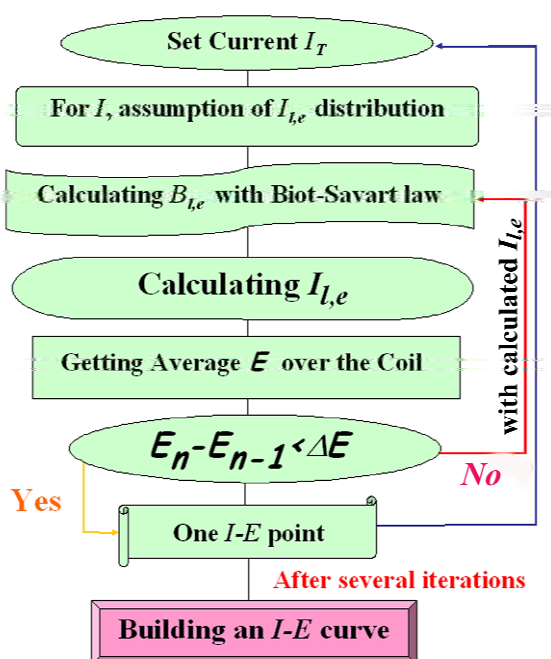 Set Current I_T
For I, assumption of I_l,e distribution
Calculating B_l,e with Biot-Savart law
Calculating I_l,e
with calculated I_l,e
Getting Average E over the Coil
E_n-E_n-1<ΔE
No
Yes
One I-E point
After several iterations
Building an I-E curve